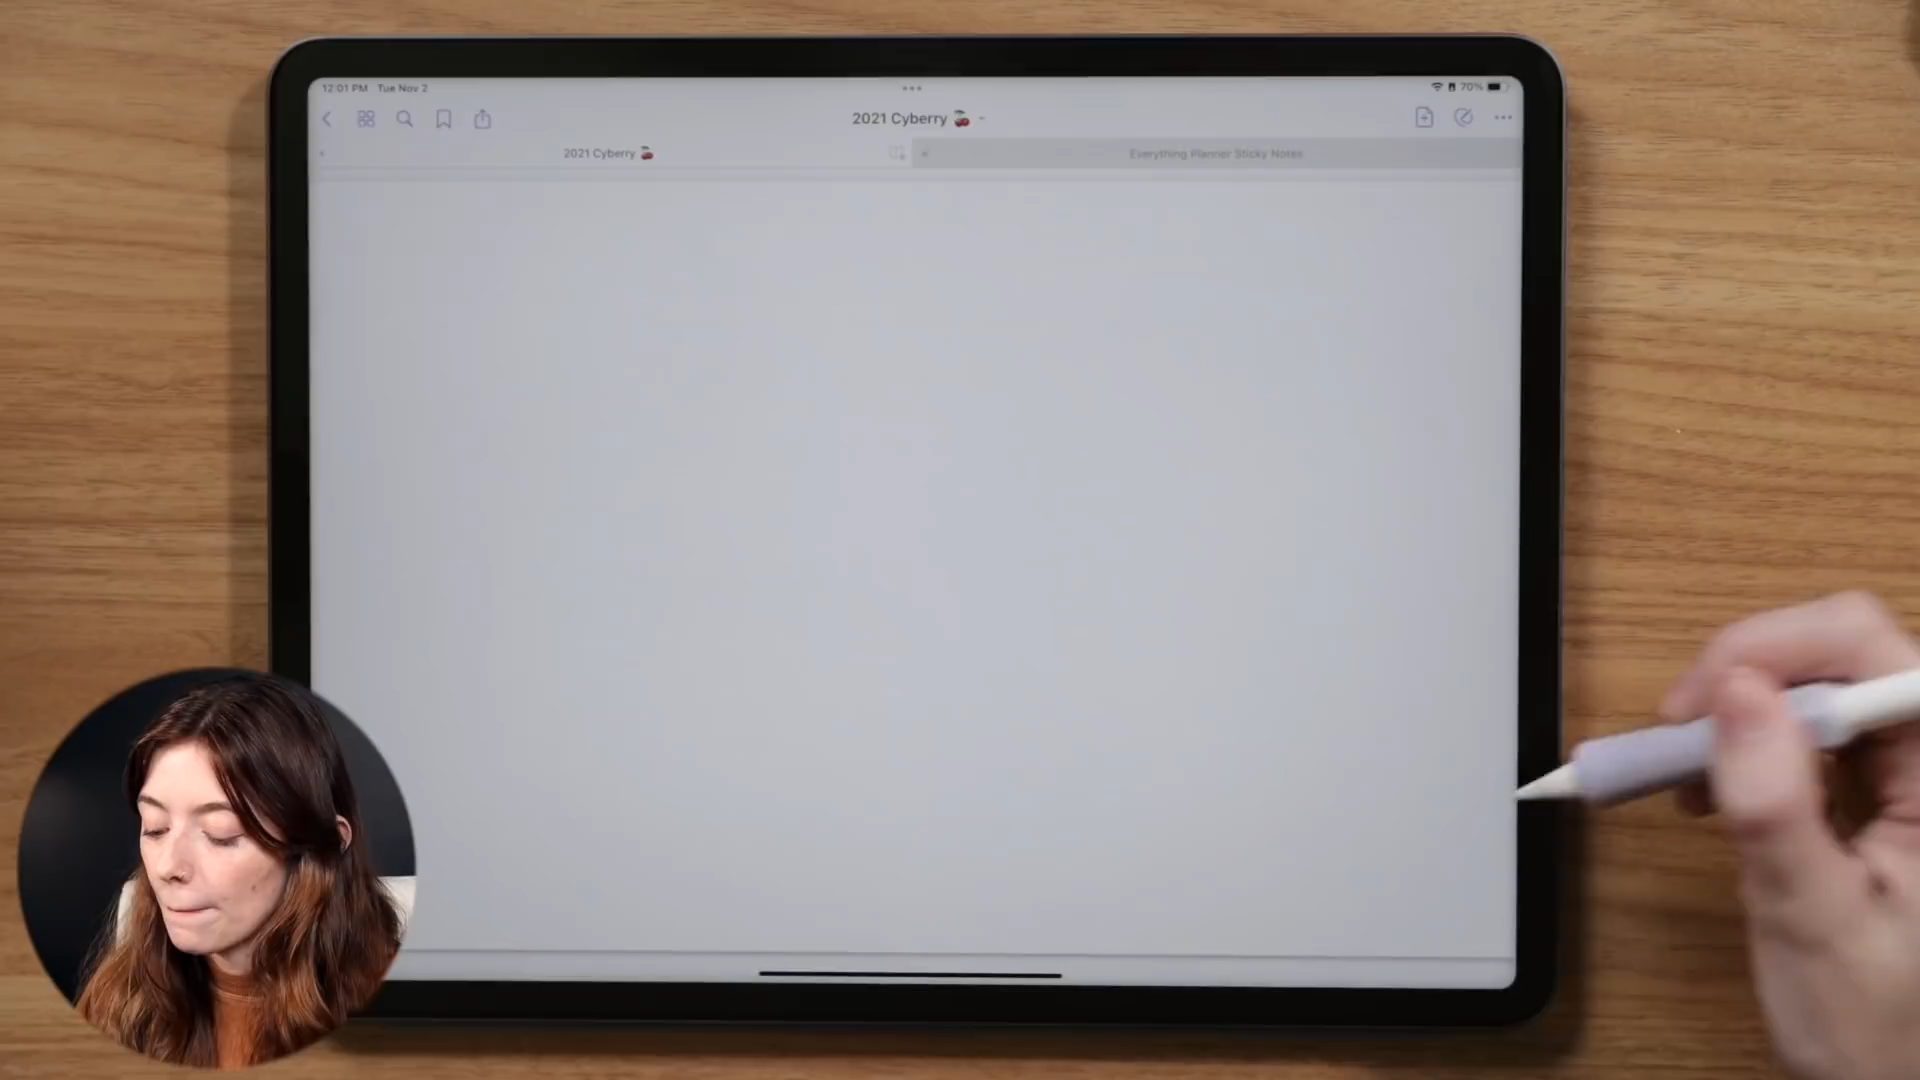 12:01 PM Tue Nov 2
70%
2021 Cyberry 🍒
2021 Cyberry 🍒
Everything Planner Sticky Notes